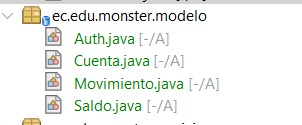 ec.edu.monster.modelo
Auth.java [-/A]
Cuenta.java [-/A]
Movimiento.java [-/A]
Saldo.java [-/A]